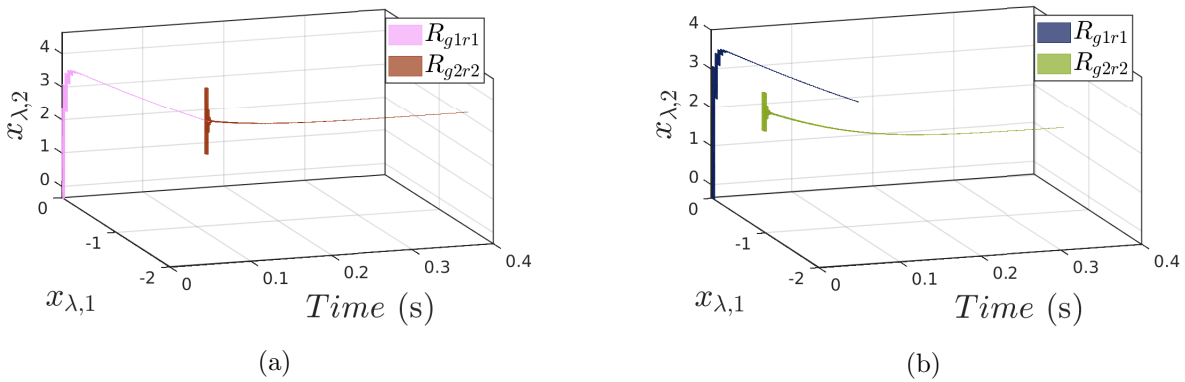 R_{g1r1}
R_{g2r2}
x_{λ,2}
4
3
2
1
0
0
-1
-2
x_{λ,1}
0
0.1
0.2
0.3
0.4
Time (s)
(a)
R_{g1r1}
R_{g2r2}
x_{λ,2}
4
3
2
1
0
0
-1
-2
x_{λ,1}
0
0.1
0.2
0.3
0.4
Time (s)
(b)